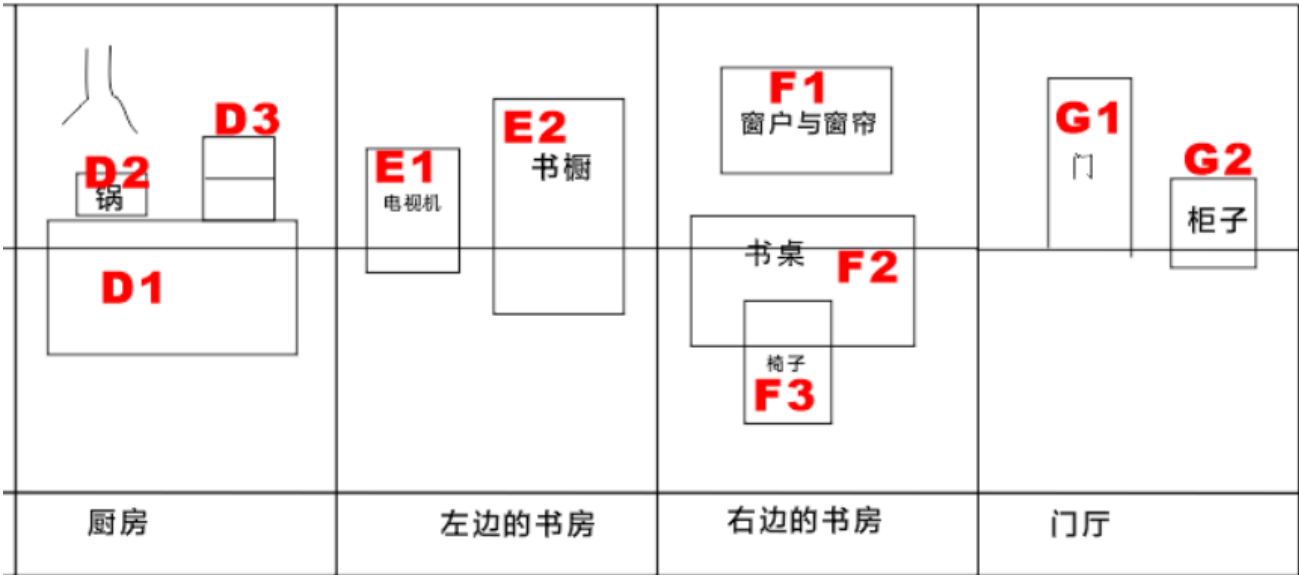 D3
D2
锅
D1
厨房
E2
书橱
E1
电视机
左边的书房
F1
窗户与窗帘
书桌
F2
椅子
F3
右边的书房
G1
门
G2
柜子
门厅